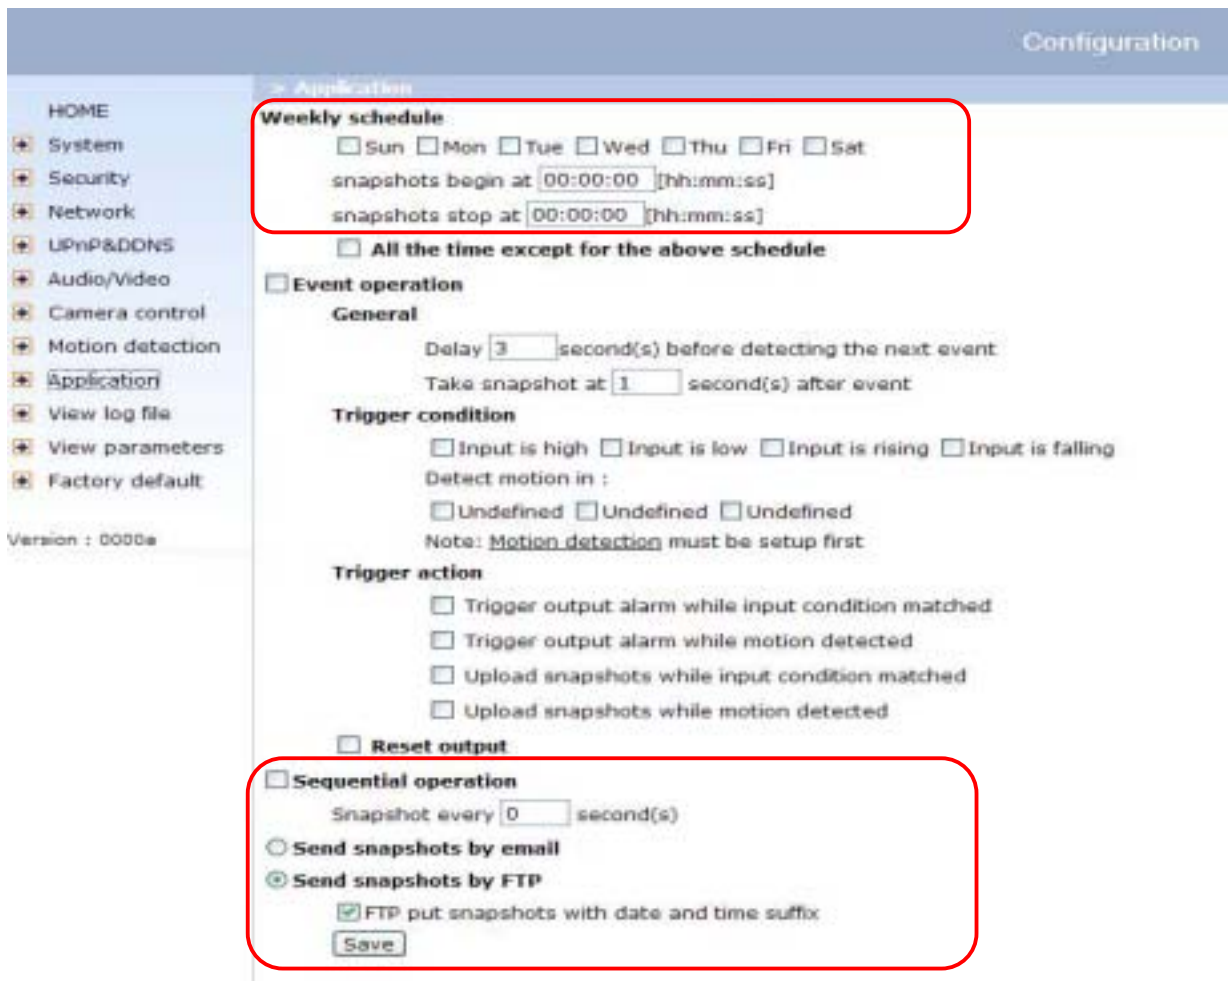 Configuration
> Application
HOME
System
Security
Network
UPnP&DDNS
Audio/Video
Camera control
Motion detection
Application
View log file
View parameters
Factory default
Version : 0000a
Weekly schedule
Sun Mon Tue Wed Thu Fri Sat
snapshots begin at 00:00:00 [hh:mm:ss]
snapshots stop at 00:00:00 [hh:mm:ss]
All the time except for the above schedule
Event operation
General
Delay 3 second(s) before detecting the next event
Take snapshot at 1 second(s) after event
Trigger condition
Input is high Input is low Input is rising Input is falling
Detect motion in :
Undefined Undefined Undefined
Note: Motion detection must be setup first
Trigger action
Trigger output alarm while input condition matched
Trigger output alarm while motion detected
Upload snapshots while input condition matched
Upload snapshots while motion detected
Reset output
Sequential operation
Snapshot every 0 second(s)
Send snapshots by email
Send snapshots by FTP
FTP put snapshots with date and time suffix
Save